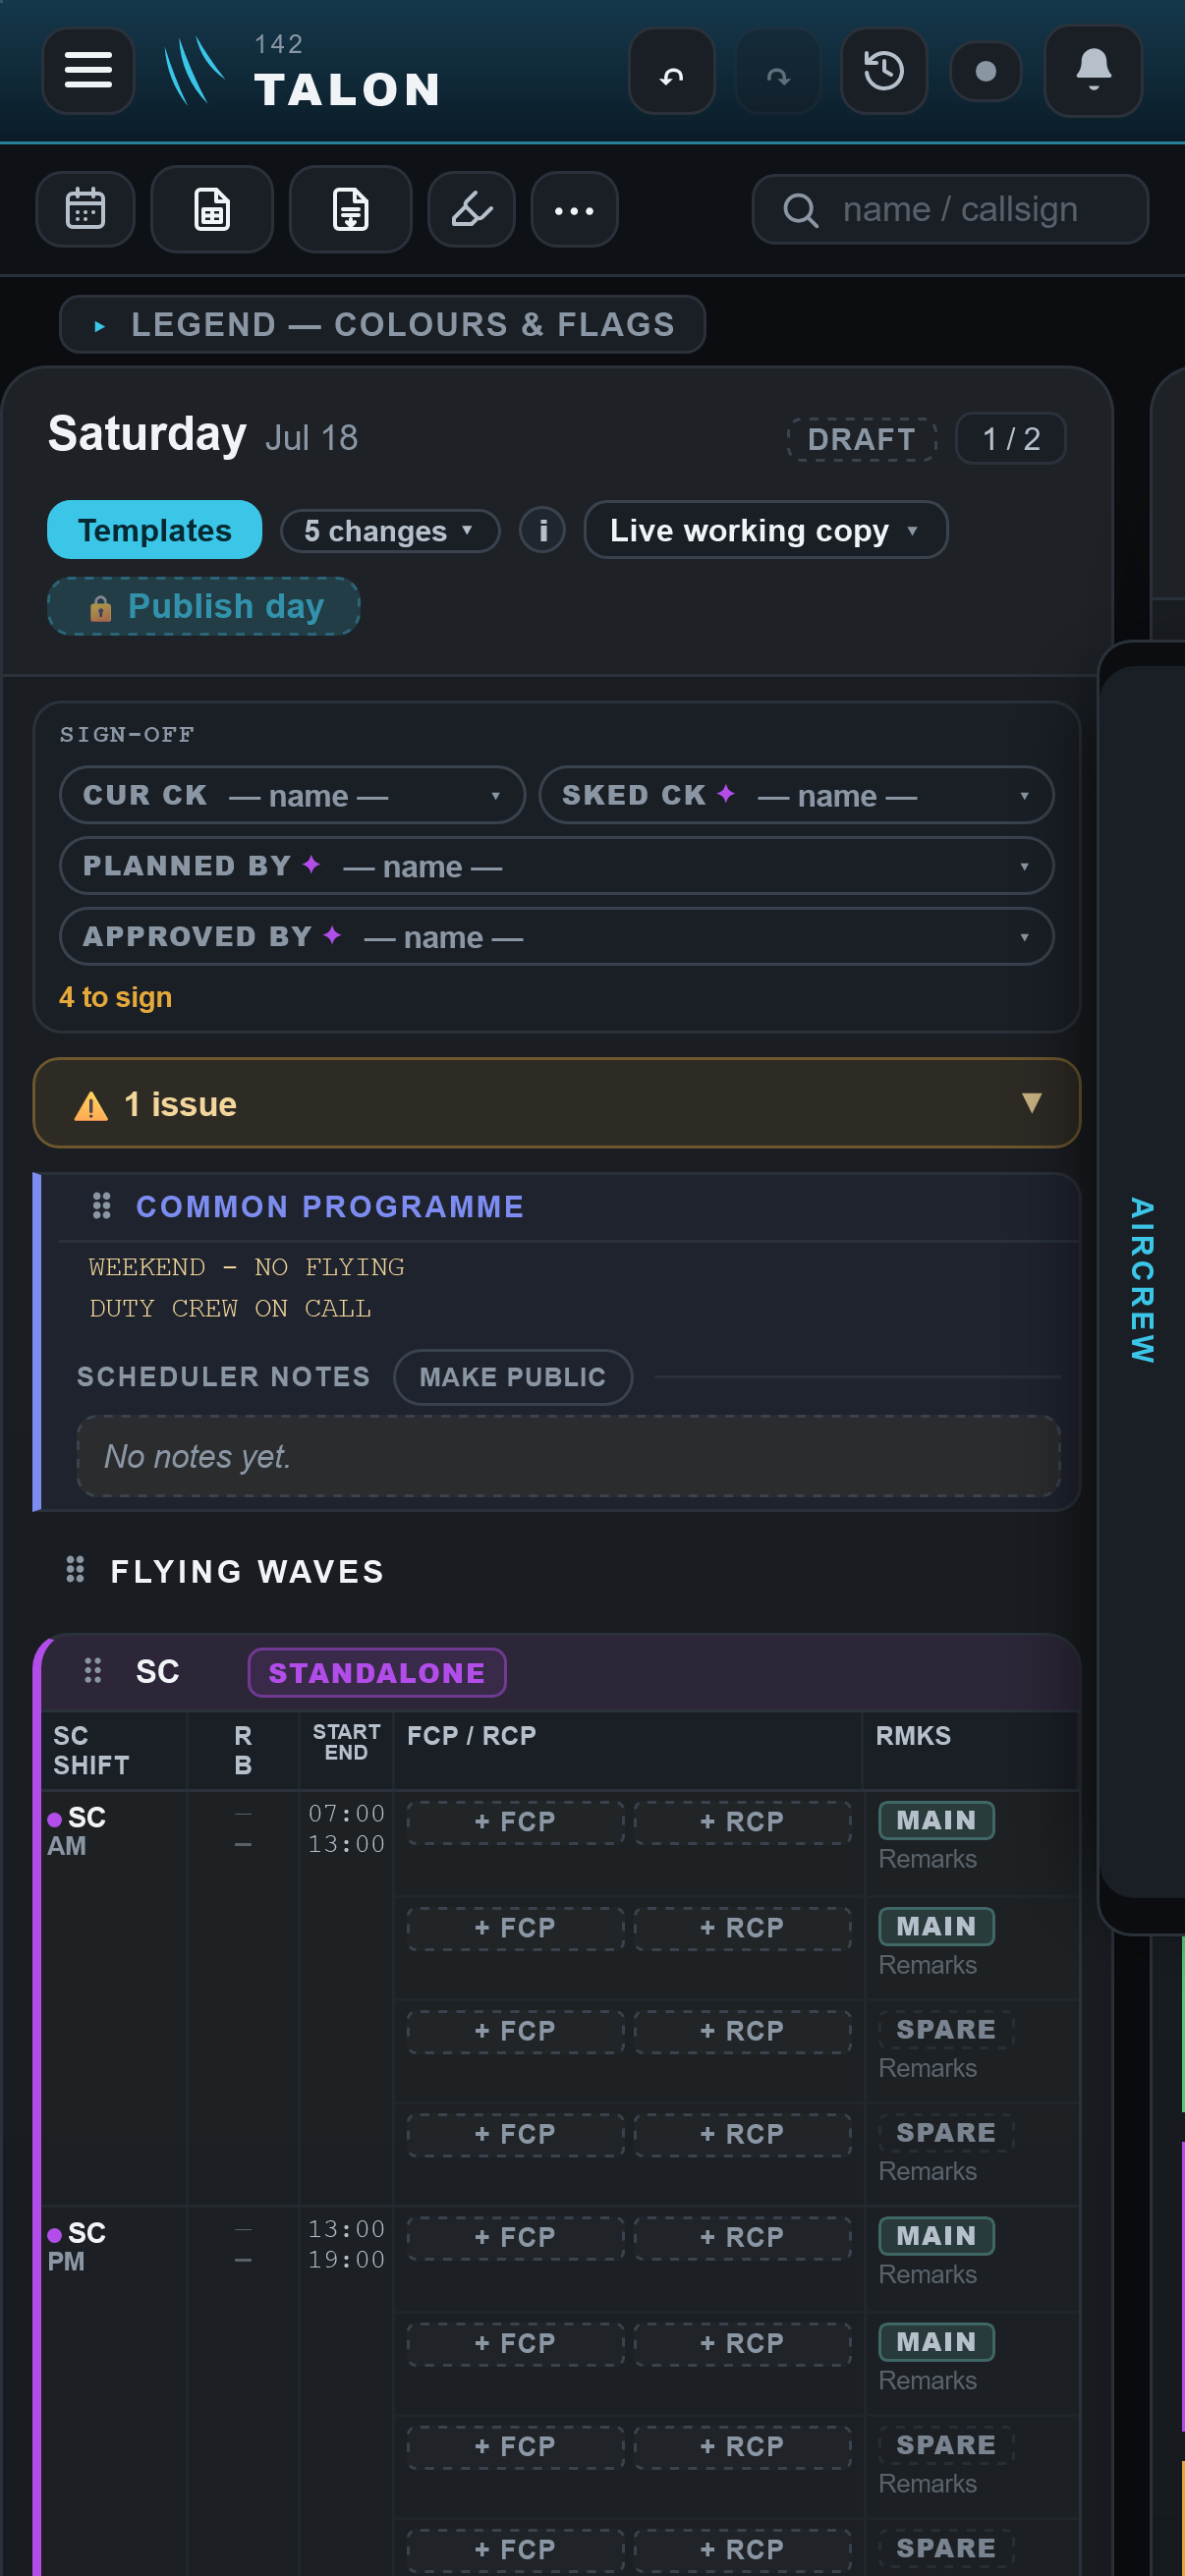 142
TALON
name / callsign
▸ LEGEND — COLOURS & FLAGS
Saturday Jul 18 DRAFT 1 / 2
Templates 5 changes ▾ i Live working copy ▾
Publish day
SIGN-OFF
CUR CK — name — ▾ SKED CK ✦ — name — ▾
PLANNED BY ✦ — name — ▾
APPROVED BY ✦ — name — ▾
4 to sign
1 issue ▼
COMMON PROGRAMME
WEEKEND - NO FLYING
DUTY CREW ON CALL
SCHEDULER NOTES MAKE PUBLIC
No notes yet.
AIRCREW
FLYING WAVES
SC STANDALONE
SC SHIFT R B START END FCP / RCP RMKS
SC AM — — 07:00 13:00 + FCP + RCP MAIN
Remarks
+ FCP + RCP MAIN
Remarks
+ FCP + RCP SPARE
Remarks
+ FCP + RCP SPARE
Remarks
SC PM — — 13:00 19:00 + FCP + RCP MAIN
Remarks
+ FCP + RCP MAIN
Remarks
+ FCP + RCP SPARE
Remarks
+ FCP + RCP SPARE